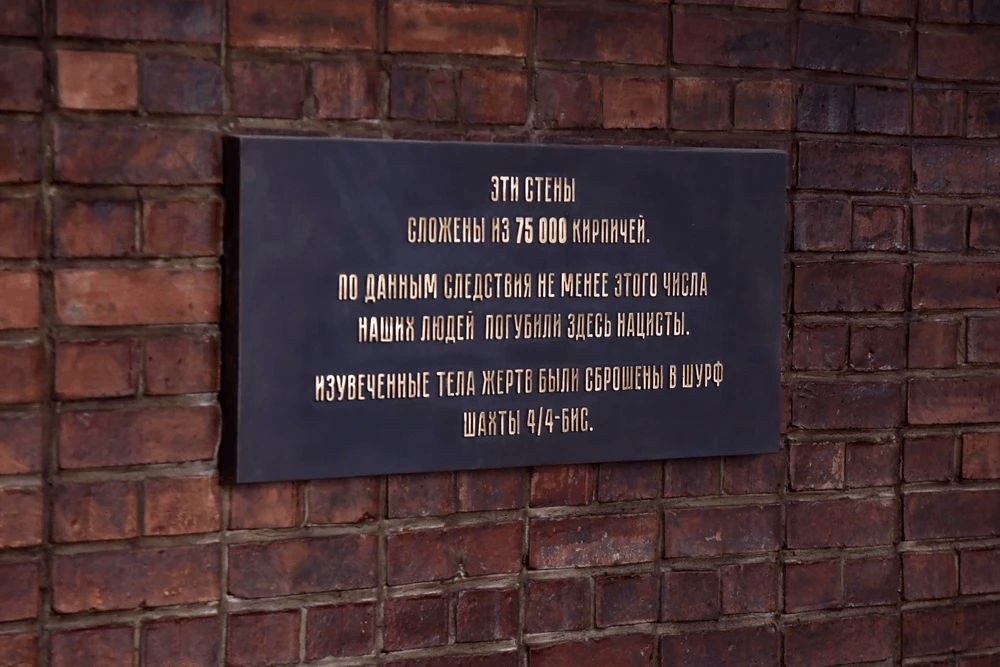 ЭТИ СТЕНЫ
СЛОЖЕНЫ ИЗ 75 000 КИРПИЧЕЙ.
ПО ДАННЫМ СЛЕДСТВИЯ НЕ МЕНЕЕ ЭТОГО ЧИСЛА
НАШИХ ЛЮДЕЙ ПОГУБИЛИ ЗДЕСЬ НАЦИСТЫ.
ИЗУВЕЧЕННЫЕ ТЕЛА ЖЕРТВ БЫЛИ СБРОШЕНЫ В ШУРФ
ШАХТЫ 4/4-БИС.